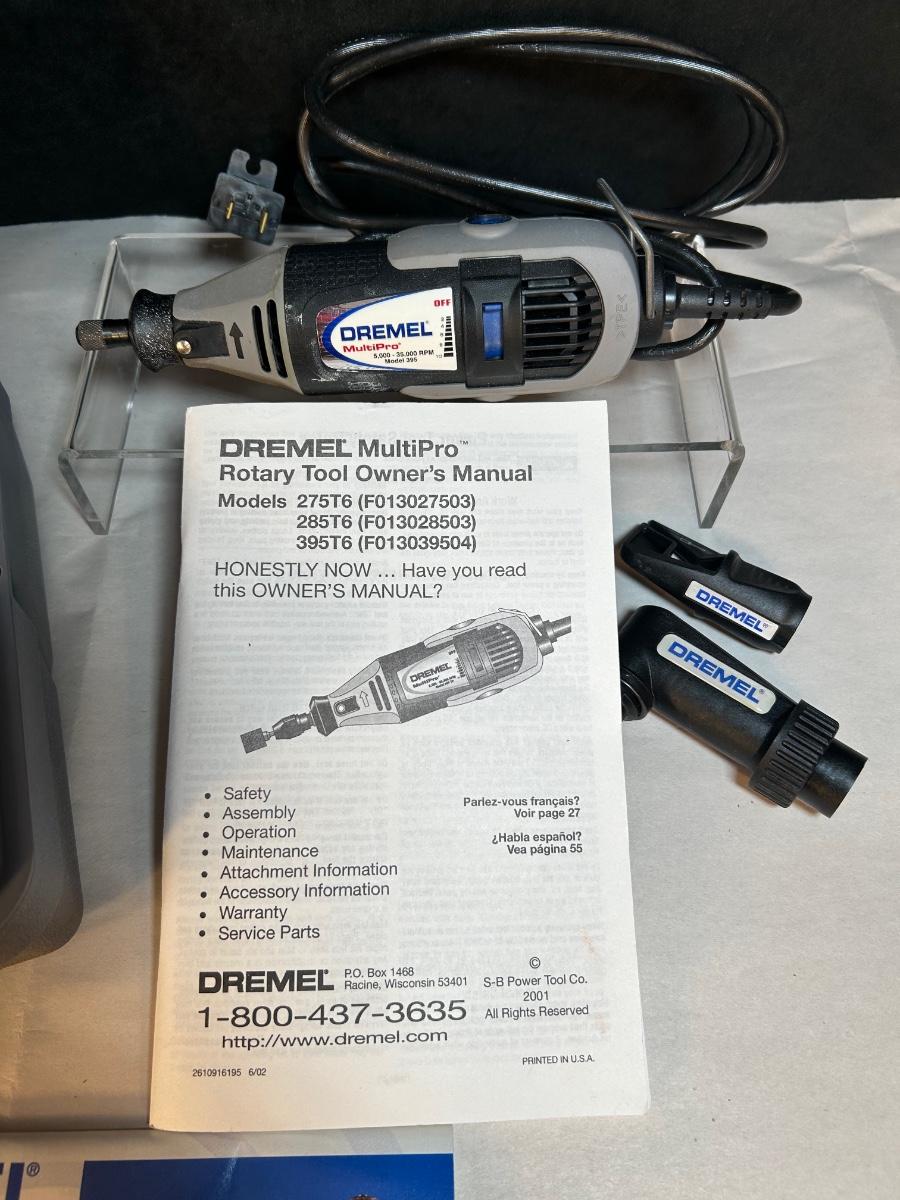 OFF
DREMEL®
MultiPro®
5,000 - 35,000 RPM
Model 395
10
>TPE<
DREMEL MultiPro™
Rotary Tool Owner's Manual
Models 275T6 (F013027503)
285T6 (F013028503)
395T6 (F013039504)
HONESTLY NOW ... Have you read
this OWNER'S MANUAL?
DREMEL
MultiPro
DREMEL®
DREMEL®
• Safety
• Assembly
• Operation
• Maintenance
• Attachment Information
• Accessory Information
• Warranty
• Service Parts
Parlez-vous français?
Voir page 27
¿Habla español?
Vea página 55
DREMEL® P.O. Box 1468
Racine, Wisconsin 53401
1-800-437-3635
http://www.dremel.com
©
S-B Power Tool Co.
2001
All Rights Reserved
2610916195 6/02
PRINTED IN U.S.A.